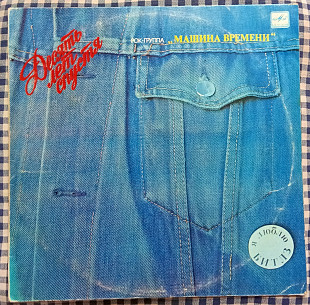 Десять
лет
спустя
РОК-ГРУППА „МАШИНА ВРЕМЕНИ"
Я ЛЮБЛЮ
БИТЛЗ